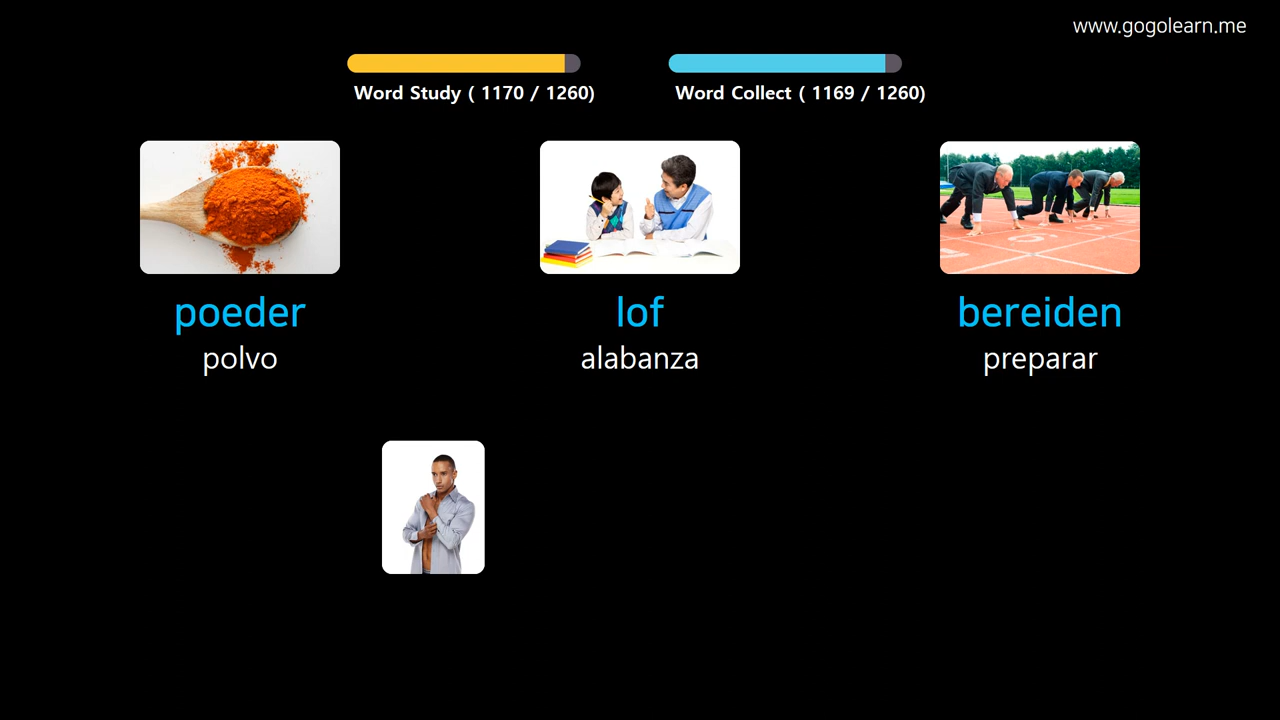 www.gogolearn.me
Word Study ( 1170 / 1260)
Word Collect ( 1169 / 1260)
poeder
polvo
lof
alabanza
bereiden
preparar